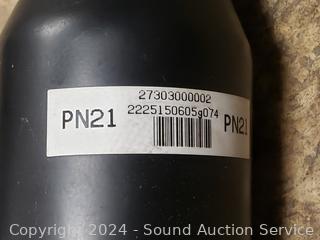 27303000002
PN21 2225150605g074 PN21
Copyright © 2024 - Sound Auction Service